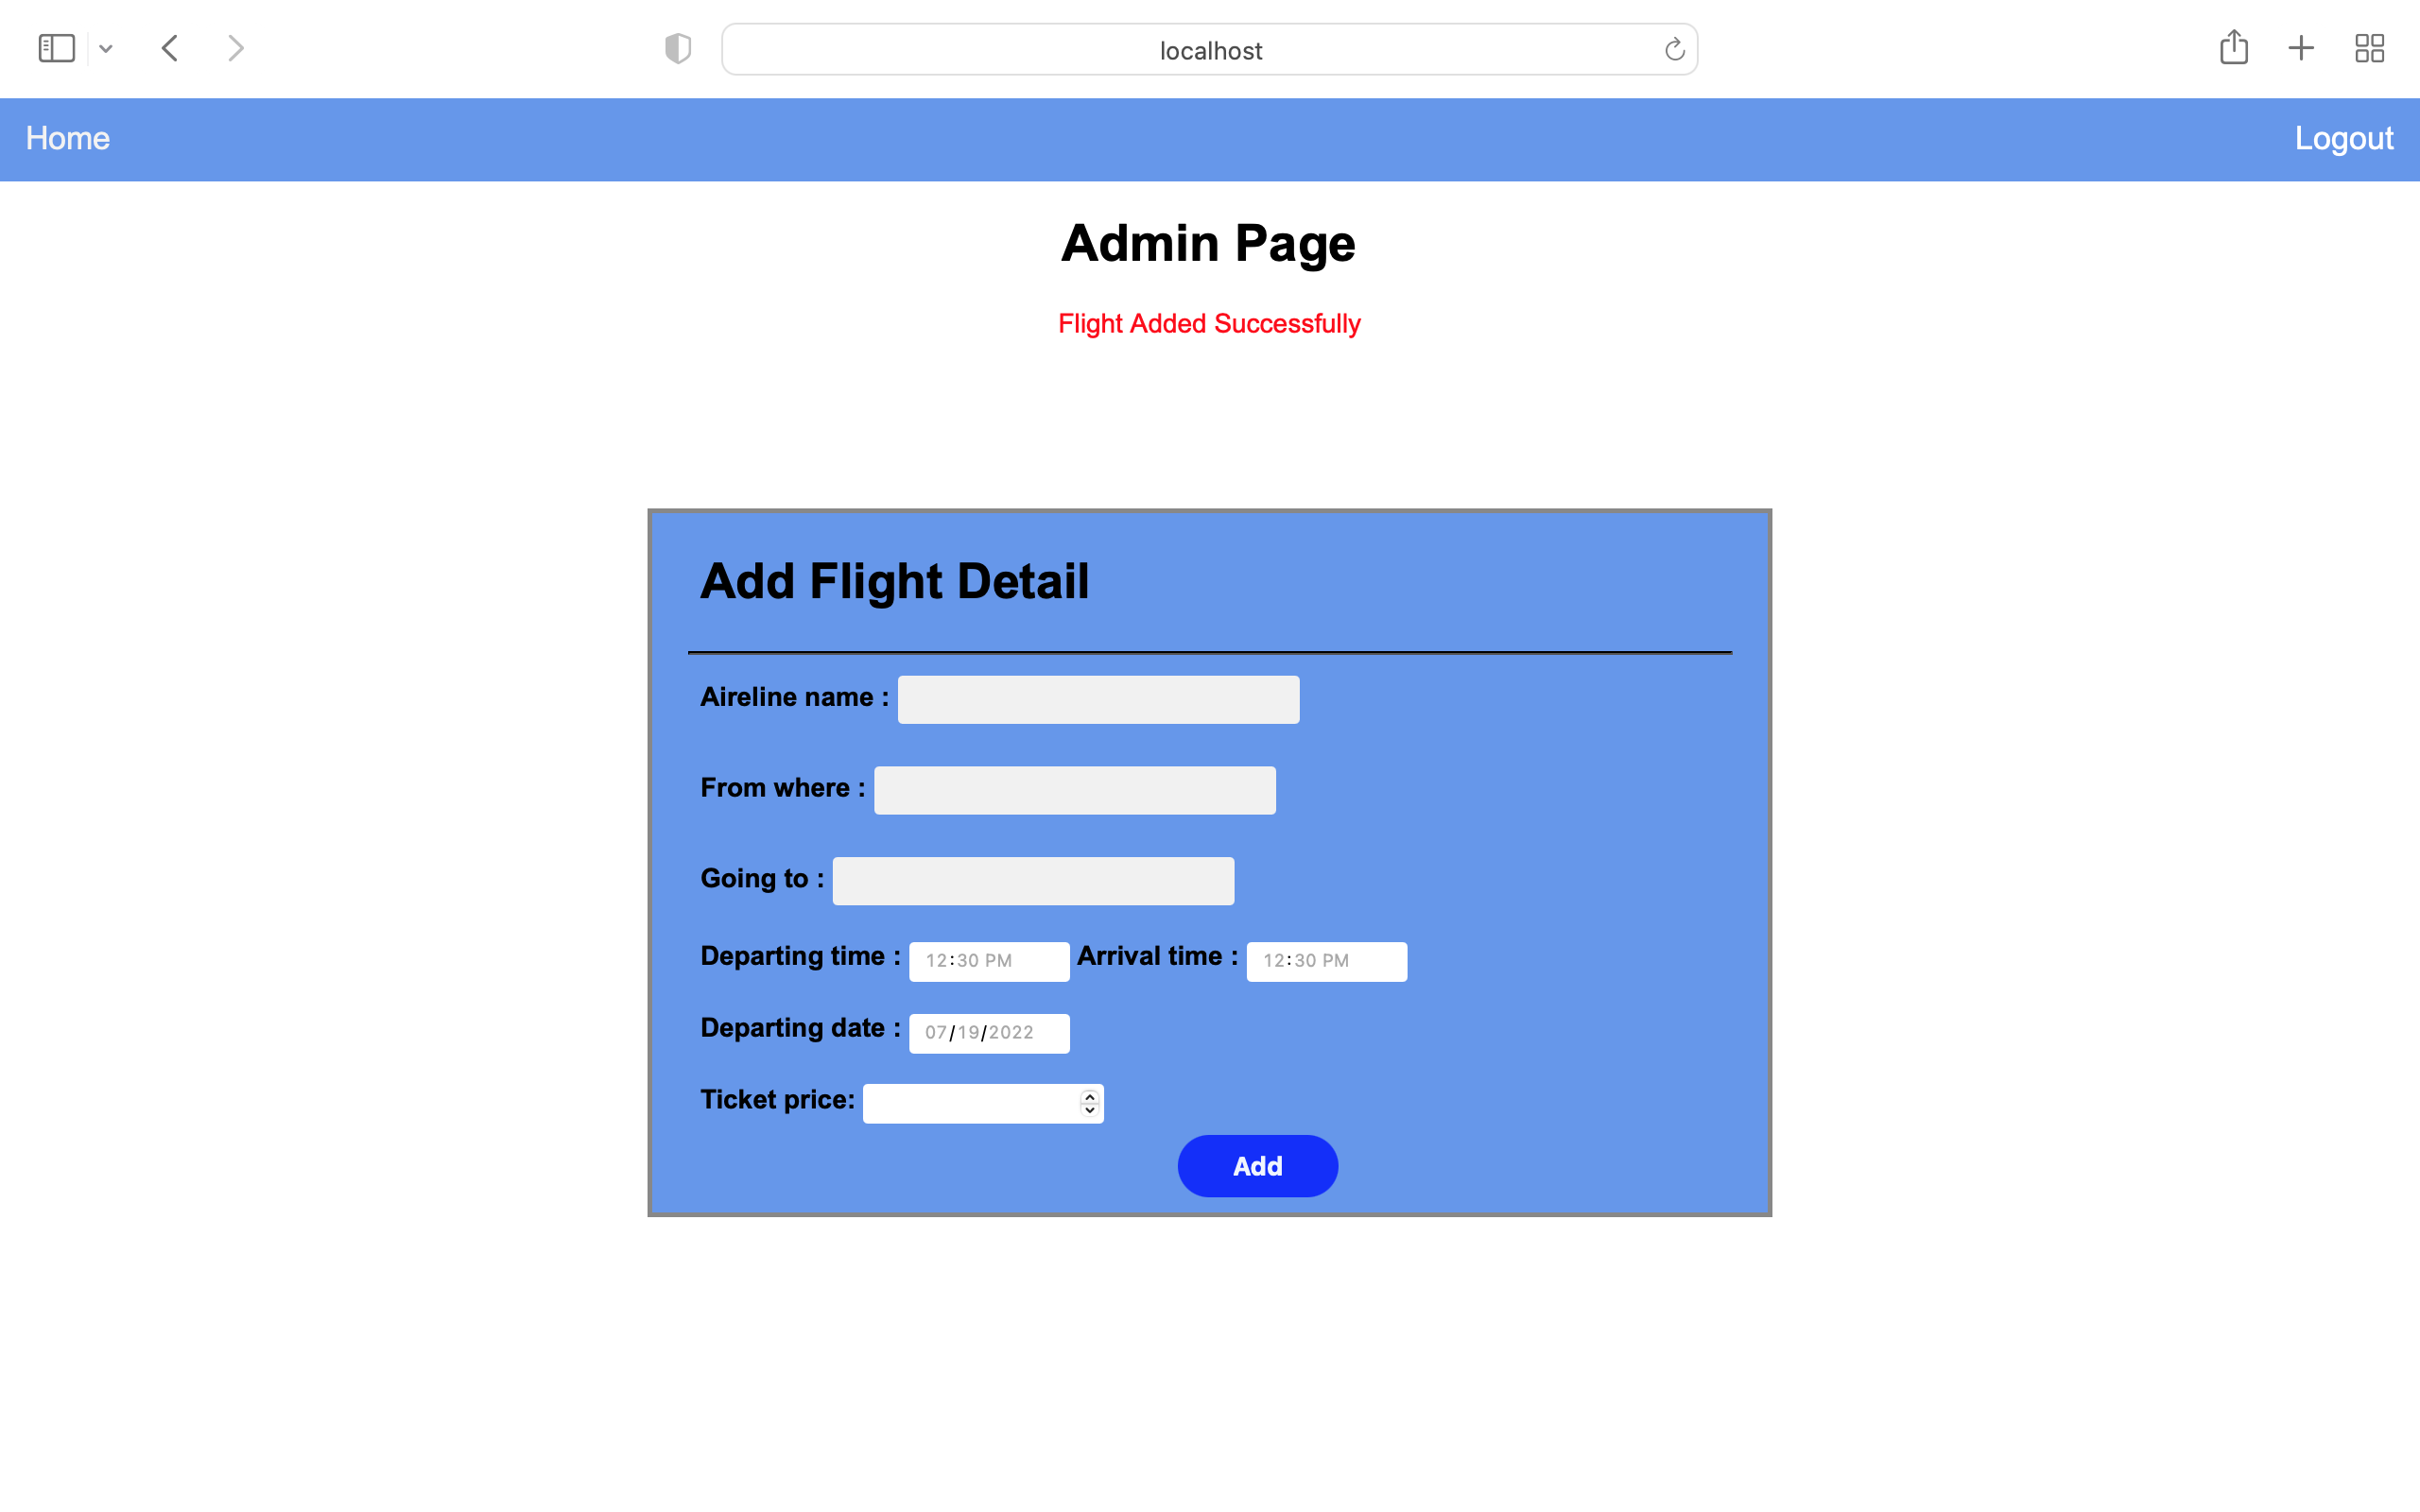 localhost
Home Logout
Admin Page
Flight Added Successfully
Add Flight Detail
Aireline name :
From where :
Going to :
Departing time : 12:30 PM Arrival time : 12:30 PM
Departing date : 07/19/2022
Ticket price:
Add